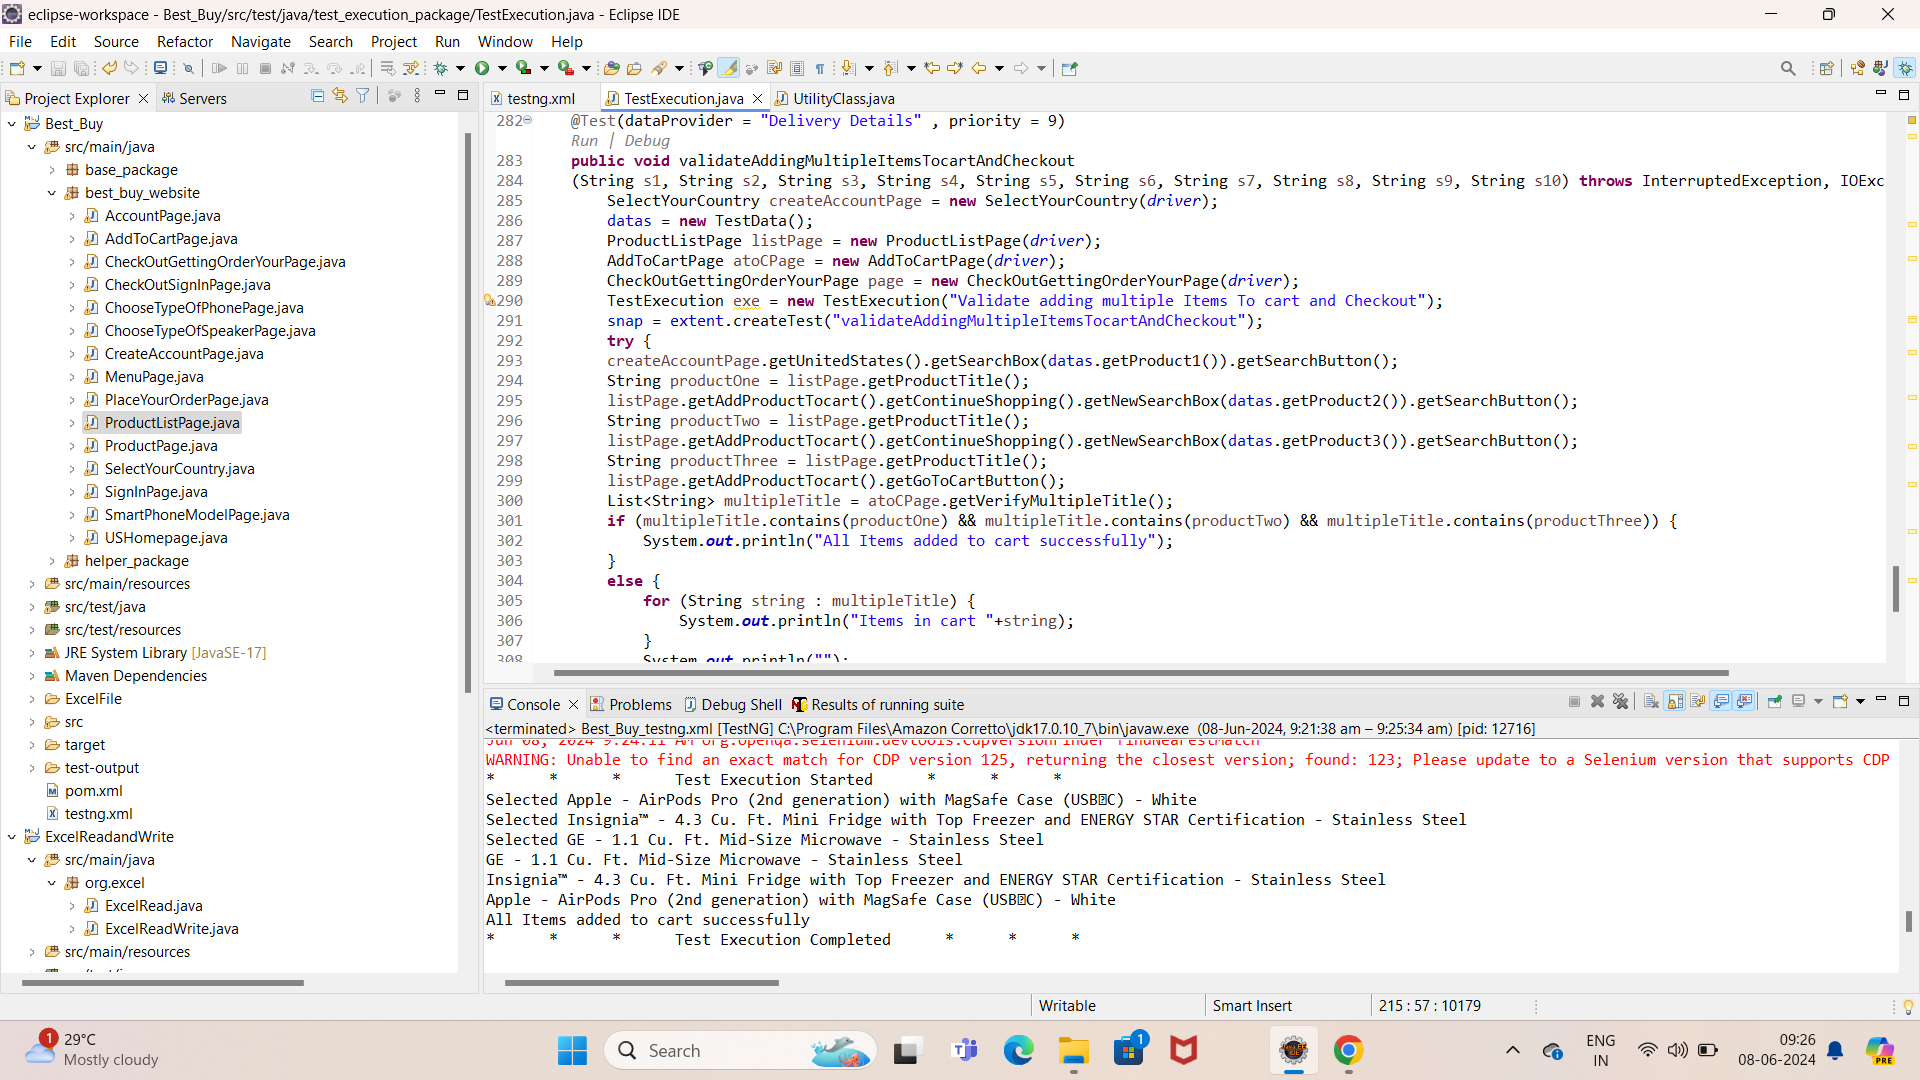 eclipse-workspace - Best_Buy/src/test/java/test_execution_package/TestExecution.java - Eclipse IDE
File Edit Source Refactor Navigate Search Project Run Window Help
Project Explorer Servers
Best_Buy
src/main/java
base_package
best_buy_website
AccountPage.java
AddToCartPage.java
CheckOutGettingOrderYourPage.java
CheckOutSignInPage.java
ChooseTypeOfPhonePage.java
ChooseTypeOfSpeakerPage.java
CreateAccountPage.java
MenuPage.java
PlaceYourOrderPage.java
ProductListPage.java
ProductPage.java
SelectYourCountry.java
SignInPage.java
SmartPhoneModelPage.java
USHomepage.java
helper_package
src/main/resources
src/test/java
src/test/resources
JRE System Library [JavaSE-17]
Maven Dependencies
ExcelFile
src
target
test-output
pom.xml
testng.xml
ExcelReadandWrite
src/main/java
org.excel
ExcelRead.java
ExcelReadWrite.java
src/main/resources
testng.xml TestExecution.java UtilityClass.java
282 @Test(dataProvider = "Delivery Details" , priority = 9)
Run | Debug
283 public void validateAddingMultipleItemsTocartAndCheckout
284 (String s1, String s2, String s3, String s4, String s5, String s6, String s7, String s8, String s9, String s10) throws InterruptedException, IOExc
285 SelectYourCountry createAccountPage = new SelectYourCountry(driver);
286 datas = new TestData();
287 ProductListPage listPage = new ProductListPage(driver);
288 AddToCartPage atoCPage = new AddToCartPage(driver);
289 CheckOutGettingOrderYourPage page = new CheckOutGettingOrderYourPage(driver);
290 TestExecution exe = new TestExecution("Validate adding multiple Items To cart and Checkout");
291 snap = extent.createTest("validateAddingMultipleItemsTocartAndCheckout");
292 try {
293 createAccountPage.getUnitedStates().getSearchBox(datas.getProduct1()).getSearchButton();
294 String productOne = listPage.getProductTitle();
295 listPage.getAddProductTocart().getContinueShopping().getNewSearchBox(datas.getProduct2()).getSearchButton();
296 String productTwo = listPage.getProductTitle();
297 listPage.getAddProductTocart().getContinueShopping().getNewSearchBox(datas.getProduct3()).getSearchButton();
298 String productThree = listPage.getProductTitle();
299 listPage.getAddProductTocart().getGoToCartButton();
300 List<String> multipleTitle = atoCPage.getVerifyMultipleTitle();
301 if (multipleTitle.contains(productOne) && multipleTitle.contains(productTwo) && multipleTitle.contains(productThree)) {
302 System.out.println("All Items added to cart successfully");
303 }
304 else {
305 for (String string : multipleTitle) {
306 System.out.println("Items in cart "+string);
307 }
308 System.out.println("");
Console Problems Debug Shell Results of running suite
<terminated> Best_Buy_testng.xml [TestNG] C:\Program Files\Amazon Corretto\jdk17.0.10_7\bin\javaw.exe (08-Jun-2024, 9:21:38 am – 9:25:34 am) [pid: 12716]
Jun 08, 2024 9:24:11 AM org.openqa.selenium.devtools.CdpVersionFinder findNearestMatch
WARNING: Unable to find an exact match for CDP version 125, returning the closest version; found: 123; Please update to a Selenium version that supports CDP
* * * Test Execution Started * * *
Selected Apple - AirPods Pro (2nd generation) with MagSafe Case (USB⍰C) - White
Selected Insignia™ - 4.3 Cu. Ft. Mini Fridge with Top Freezer and ENERGY STAR Certification - Stainless Steel
Selected GE - 1.1 Cu. Ft. Mid-Size Microwave - Stainless Steel
GE - 1.1 Cu. Ft. Mid-Size Microwave - Stainless Steel
Insignia™ - 4.3 Cu. Ft. Mini Fridge with Top Freezer and ENERGY STAR Certification - Stainless Steel
Apple - AirPods Pro (2nd generation) with MagSafe Case (USB⍰C) - White
All Items added to cart successfully
* * * Test Execution Completed * * *
Writable Smart Insert 215 : 57 : 10179
1 29°C
Mostly cloudy
Search
1
ENG
IN
09:26
08-06-2024
PRE